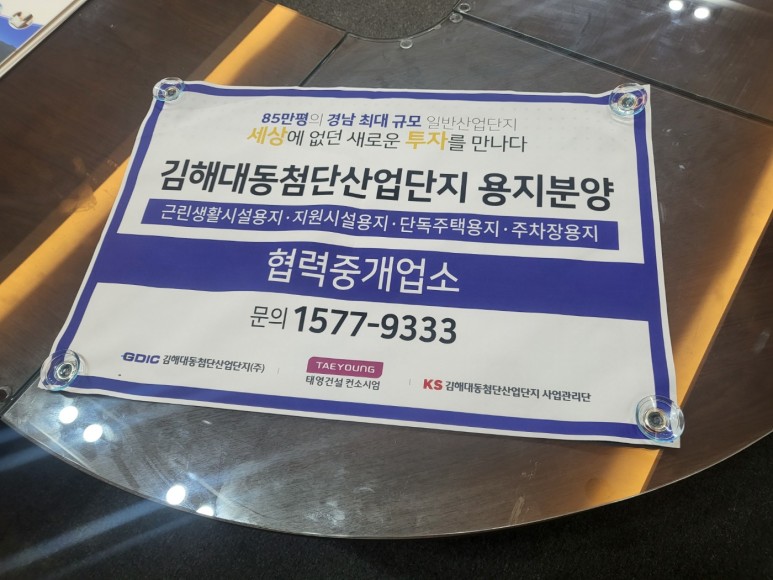 85만평의 경남 최대 규모 일반산업단지
세상에 없던 새로운 투자를 만나다
김해대동첨단산업단지 용지분양
근린생활시설용지·지원시설용지·단독주택용지·주차장용지
협력중개업소
문의 1577-9333
GDIC 김해대동첨단산업단지(주)
TAEYOUNG
태영건설 컨소시업
KS 김해대동첨단산업단지 사업관리단